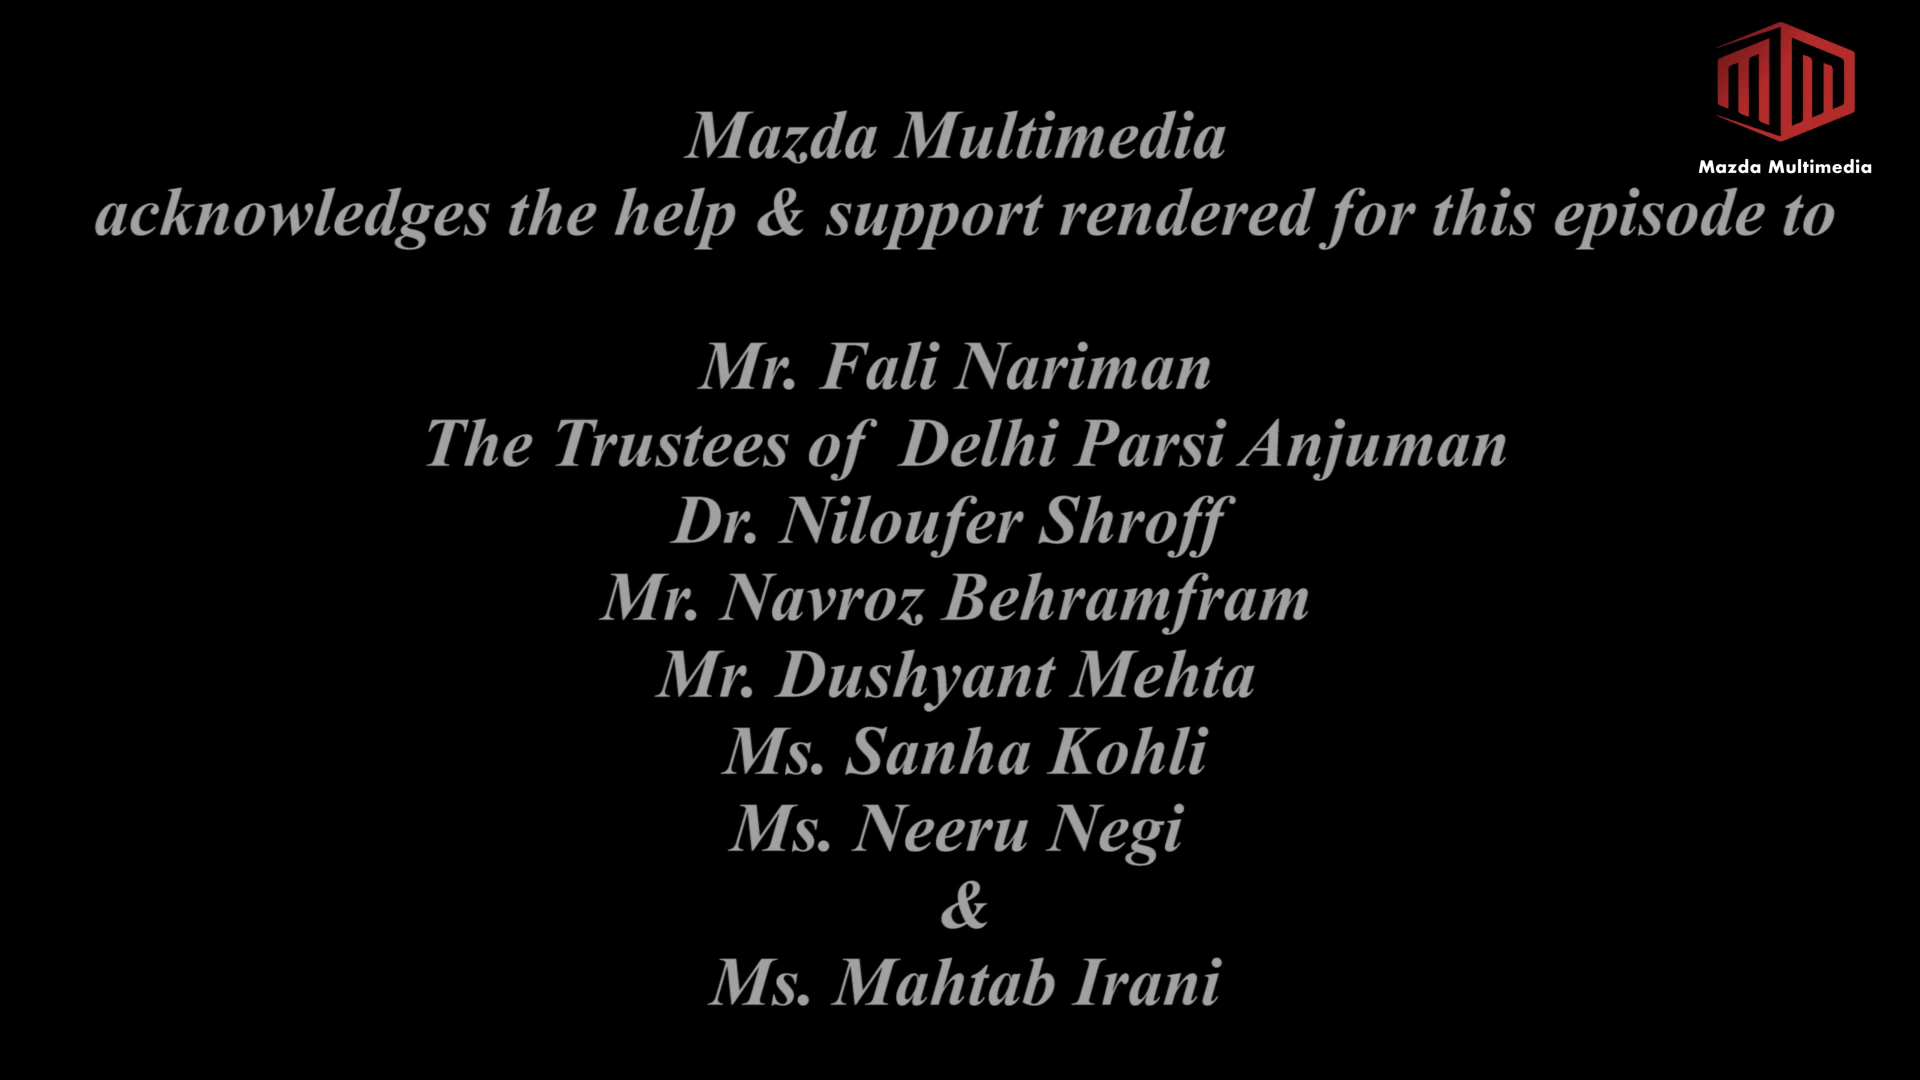 Mazda Multimedia
Mazda Multimedia
acknowledges the help & support rendered for this episode to
Mr. Fali Nariman
The Trustees of Delhi Parsi Anjuman
Dr. Niloufer Shroff
Mr. Navroz Behramfram
Mr. Dushyant Mehta
Ms. Sanha Kohli
Ms. Neeru Negi
&
Ms. Mahtab Irani